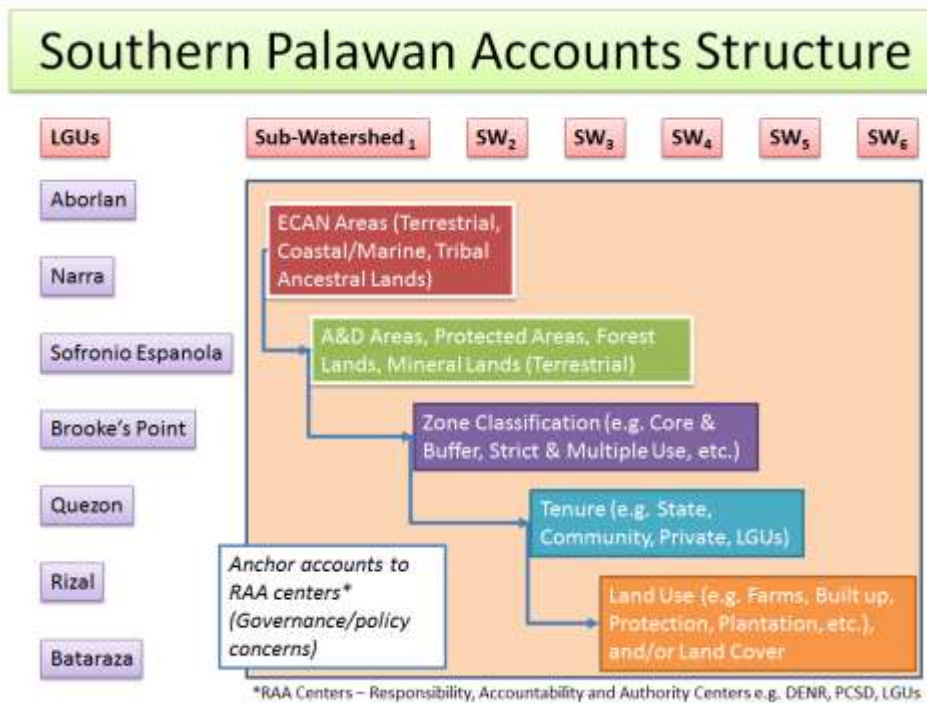 Southern Palawan Accounts Structure
LGUs
Sub-Watershed 1
SW2
SW3
SW4
SW5
SW6
Aborlan
Narra
Sofronio Espanola
Brooke's Point
Quezon
Rizal
Bataraza
ECAN Areas (Terrestrial,
Coastal/Marine, Tribal
Ancestral Lands)
A&D Areas, Protected Areas, Forest
Lands, Mineral Lands (Terrestrial)
Zone Classification (e.g. Core &
Buffer, Strict & Multiple Use, etc.)
Tenure (e.g. State,
Community, Private, LGUs)
Land Use (e.g. Farms, Built up,
Protection, Plantation, etc.),
and/or Land Cover
Anchor accounts to
RAA centers*
(Governance/policy
concerns)
*RAA Centers – Responsibility, Accountability and Authority Centers e.g. DENR, PCSD, LGUs